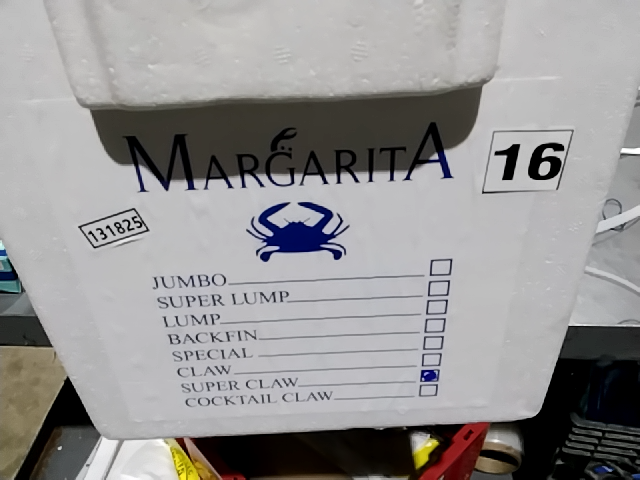 MARGARITA
16
131825
JUMBO
SUPER LUMP
LUMP
BACKFIN
SPECIAL
CLAW
SUPER CLAW
COCKTAIL CLAW